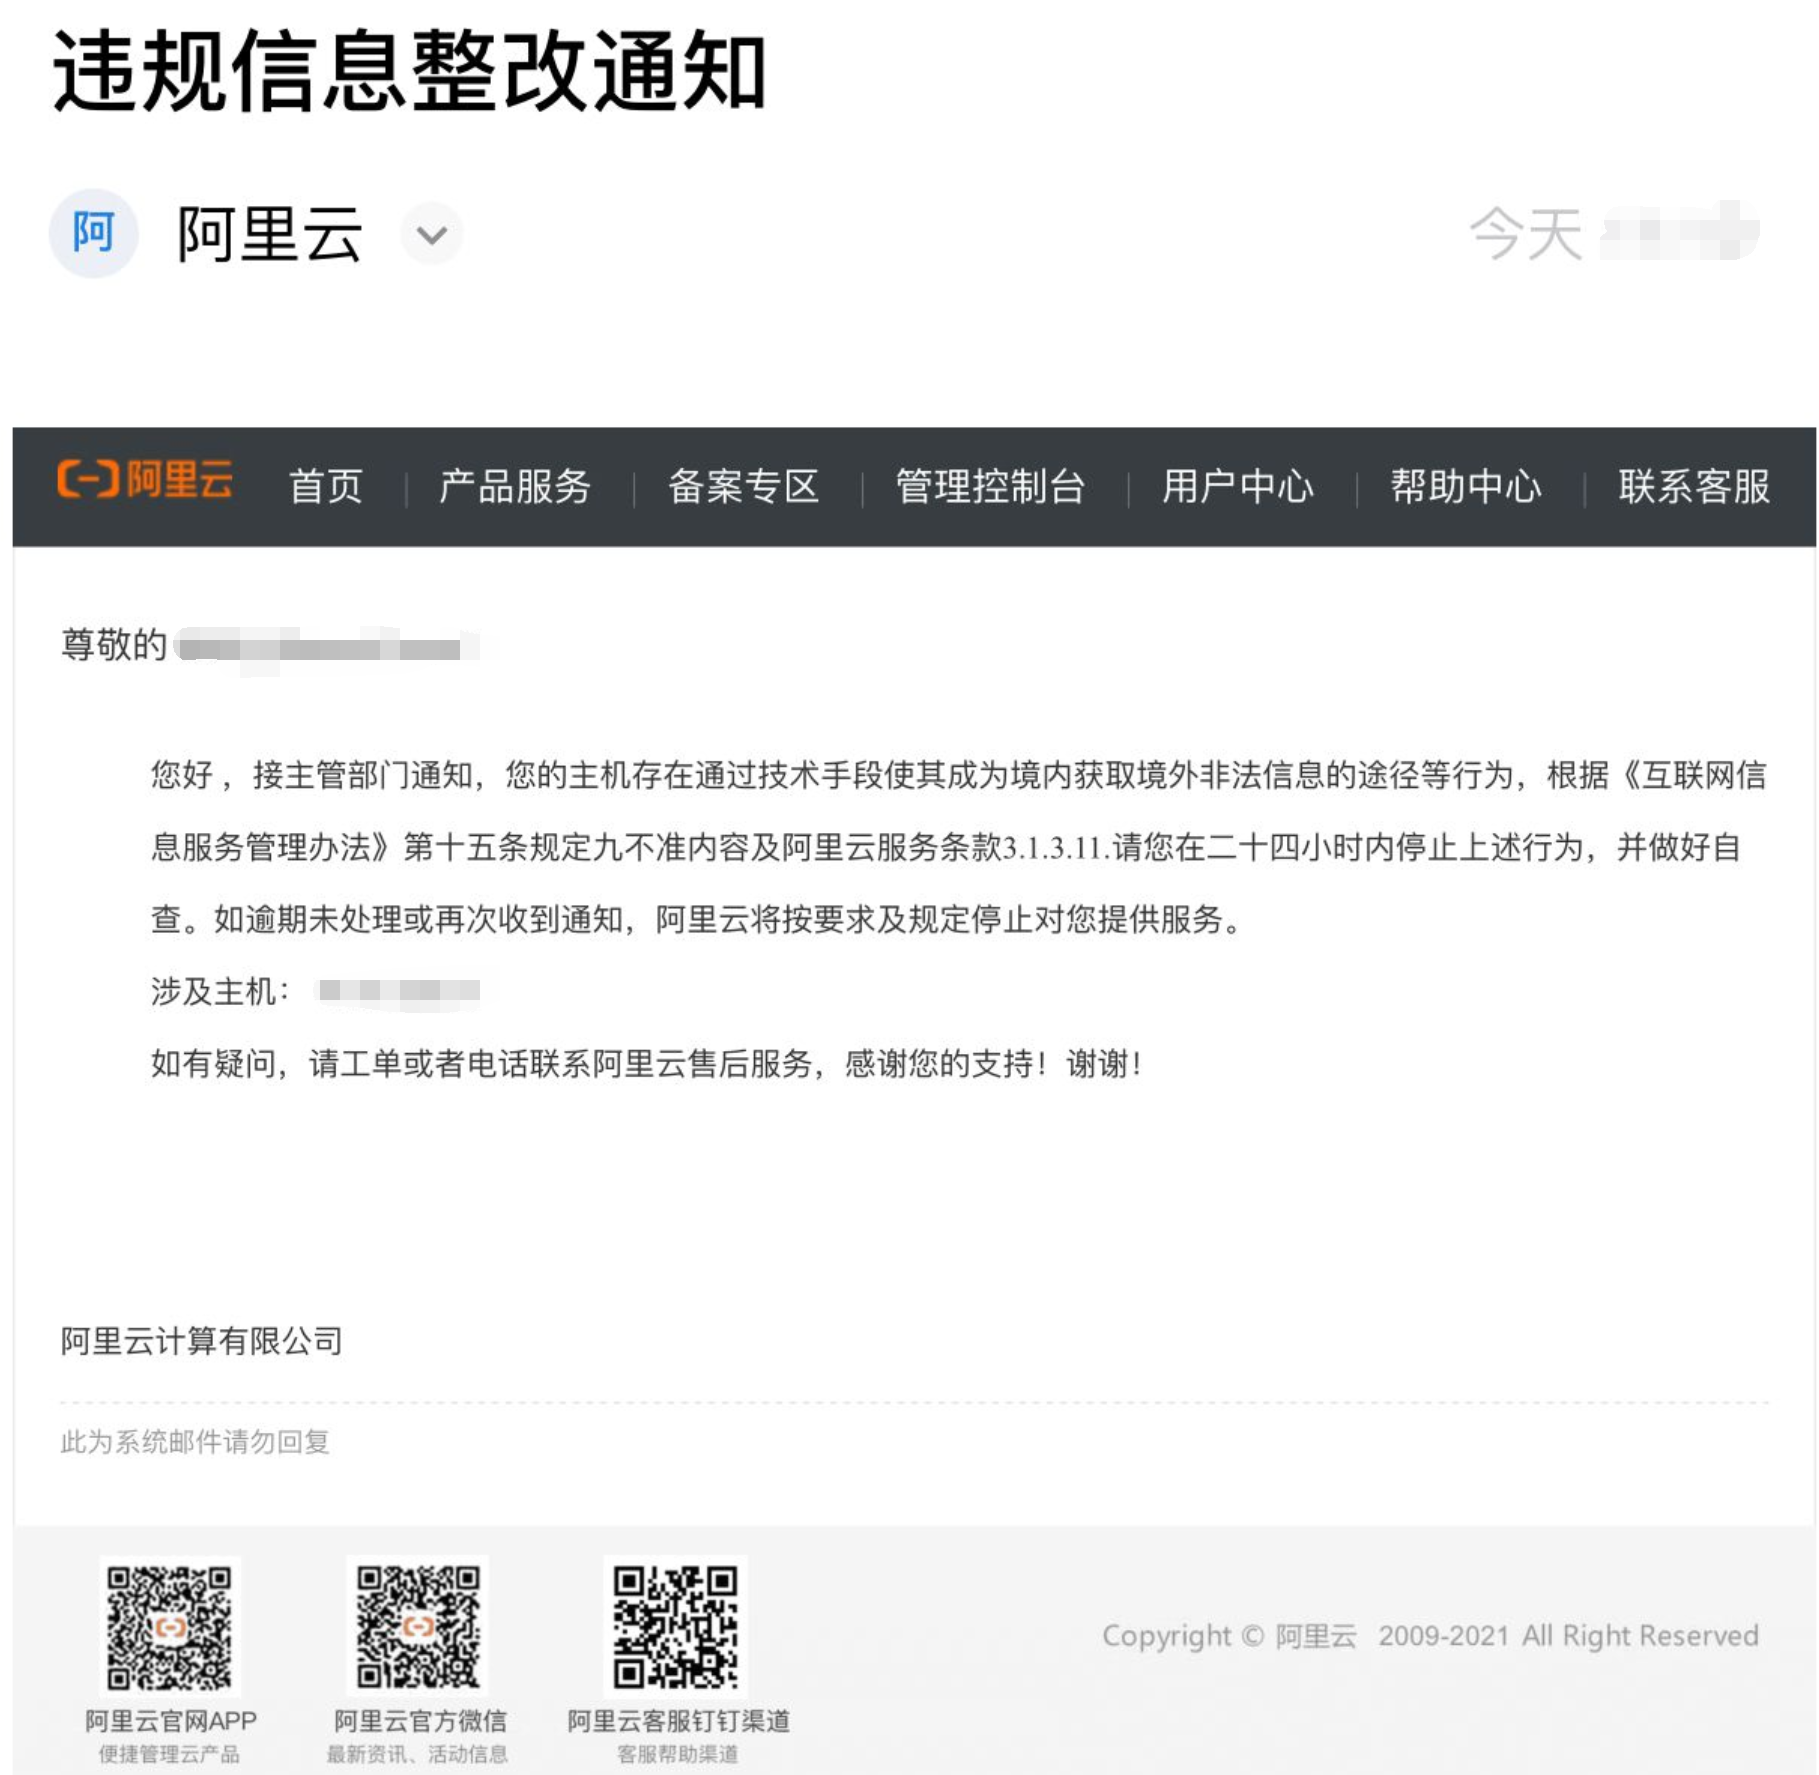 违规信息整改通知
阿 阿里云 今天
阿里云 首页 产品服务 备案专区 管理控制台 用户中心 帮助中心 联系客服
尊敬的
您好 ，接主管部门通知，您的主机存在通过技术手段使其成为境内获取境外非法信息的途径等行为，根据《互联网信
息服务管理办法》第十五条规定九不准内容及阿里云服务条款3.1.3.11.请您在二十四小时内停止上述行为，并做好自
查。如逾期未处理或再次收到通知，阿里云将按要求及规定停止对您提供服务。
涉及主机：
如有疑问，请工单或者电话联系阿里云售后服务，感谢您的支持！谢谢！
阿里云计算有限公司
此为系统邮件请勿回复
Copyright © 阿里云 2009-2021 All Right Reserved
阿里云官网APP 阿里云官方微信 阿里云客服钉钉渠道
便捷管理云产品 最新资讯、活动信息 客服帮助渠道